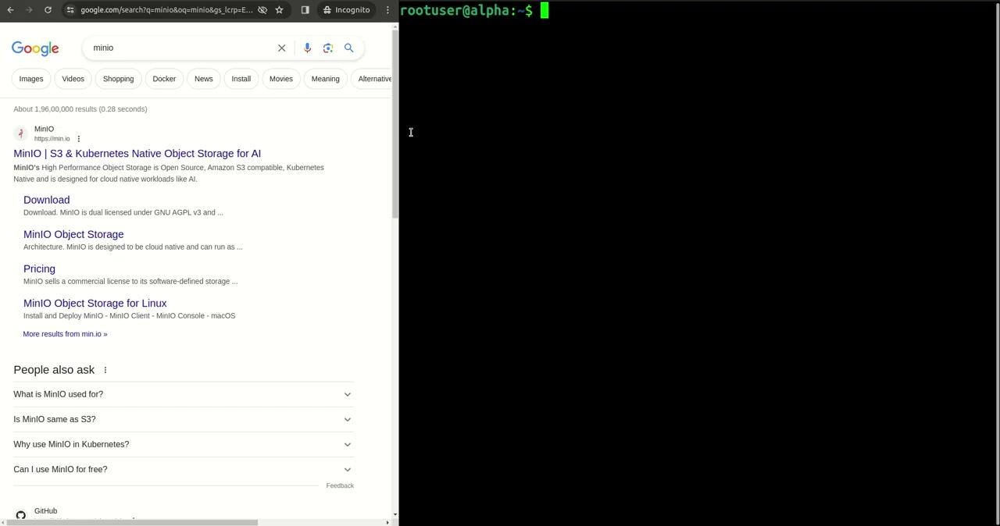 google.com/search?q=minio&oq=minio&gs_lcrp=E...
Incognito
Google
minio
Images
Videos
Shopping
Docker
News
Install
Movies
Meaning
Alternative
About 1,96,00,000 results (0.28 seconds)
MinIO
https://min.io
MinIO | S3 & Kubernetes Native Object Storage for AI
MinIO's High Performance Object Storage is Open Source, Amazon S3 compatible, Kubernetes
Native and is designed for cloud native workloads like AI.
Download
Download. MinIO is dual licensed under GNU AGPL v3 and ...
MinIO Object Storage
Architecture. MinIO is designed to be cloud native and can run as ...
Pricing
MinIO sells a commercial license to its software-defined storage ...
MinIO Object Storage for Linux
Install and Deploy MinIO - MinIO Client - MinIO Console - macOS
More results from min.io »
People also ask
What is MinIO used for?
Is MinIO same as S3?
Why use MinIO in Kubernetes?
Can I use MinIO for free?
Feedback
GitHub
rootuser@alpha:~$